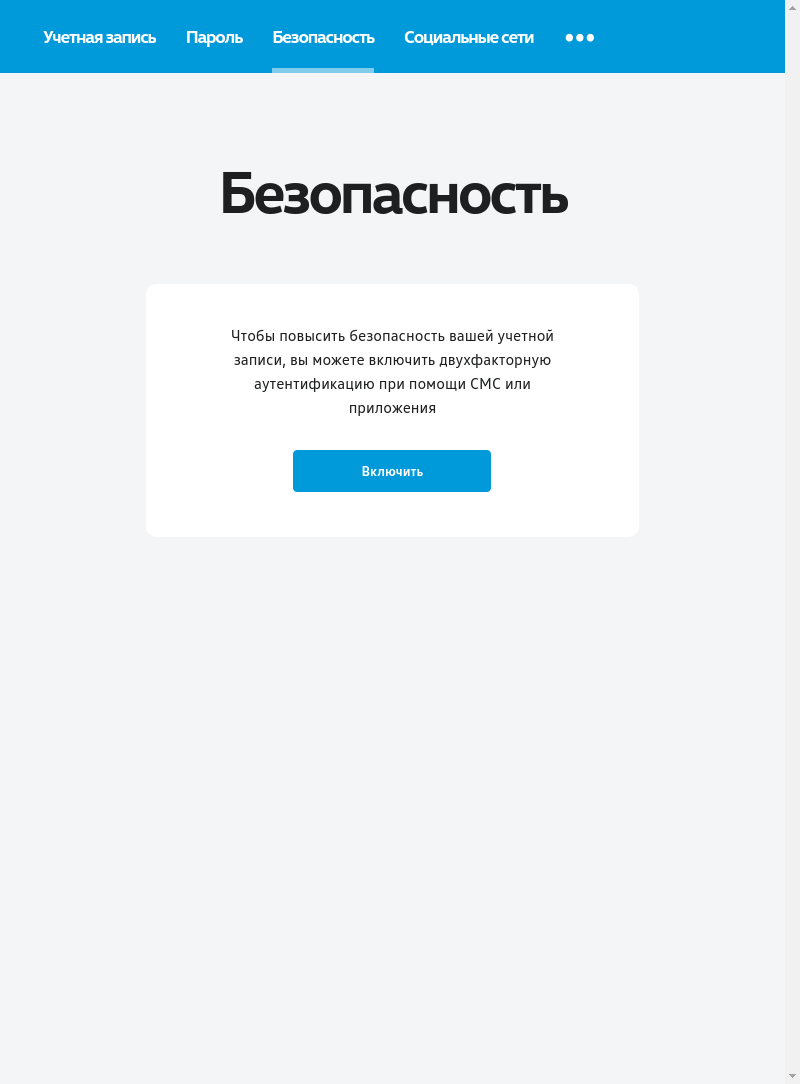 Учетная запись
Пароль
Безопасность
Социальные сети
Безопасность
Чтобы повысить безопасность вашей учетной
записи, вы можете включить двухфакторную
аутентификацию при помощи СМС или
приложения
Включить